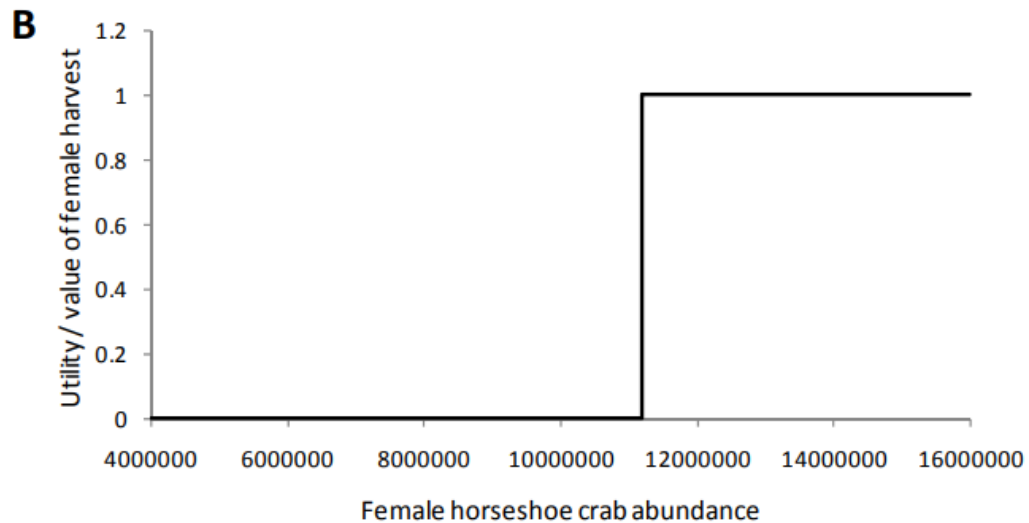 B
Utility / value of female harvest
1.2
1
0.8
0.6
0.4
0.2
0
4000000 6000000 8000000 10000000 12000000 14000000 16000000
Female horseshoe crab abundance